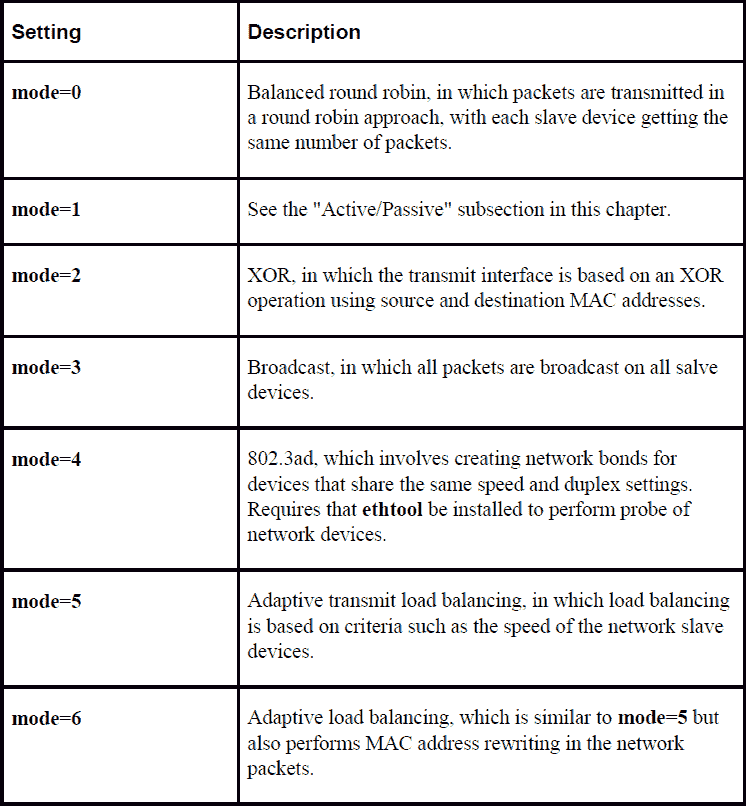 Setting Description
mode=0 Balanced round robin, in which packets are transmitted in
a round robin approach, with each slave device getting the
same number of packets.
mode=1 See the "Active/Passive" subsection in this chapter.
mode=2 XOR, in which the transmit interface is based on an XOR
operation using source and destination MAC addresses.
mode=3 Broadcast, in which all packets are broadcast on all salve
devices.
mode=4 802.3ad, which involves creating network bonds for
devices that share the same speed and duplex settings.
Requires that ethtool be installed to perform probe of
network devices.
mode=5 Adaptive transmit load balancing, in which load balancing
is based on criteria such as the speed of the network slave
devices.
mode=6 Adaptive load balancing, which is similar to mode=5 but
also performs MAC address rewriting in the network
packets.